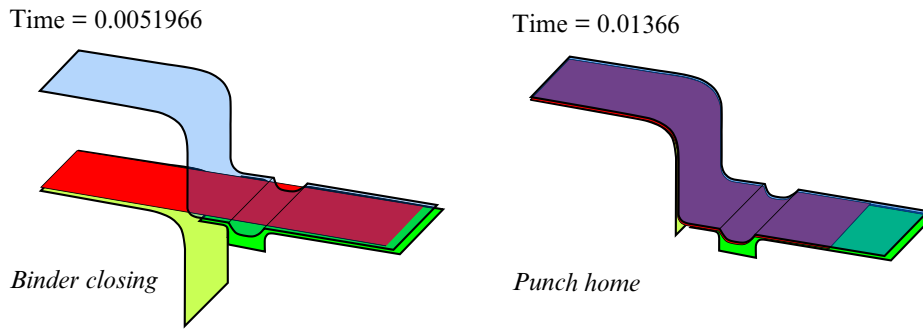 Time = 0.0051966
Time = 0.01366
Binder closing
Punch home